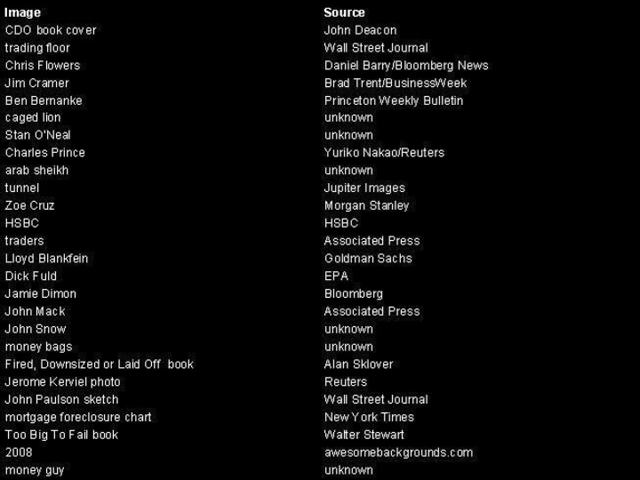 Image Source
CDO book cover John Deacon
trading floor Wall Street Journal
Chris Flowers Daniel Barry/Bloomberg News
Jim Cramer Brad Trent/BusinessWeek
Ben Bernanke Princeton Weekly Bulletin
caged lion unknown
Stan O'Neal unknown
Charles Prince Yuriko Nakao/Reuters
arab sheikh unknown
tunnel Jupiter Images
Zoe Cruz Morgan Stanley
HSBC HSBC
traders Associated Press
Lloyd Blankfein Goldman Sachs
Dick Fuld EPA
Jamie Dimon Bloomberg
John Mack Associated Press
John Snow unknown
money bags unknown
Fired, Downsized or Laid Off book Alan Sklover
Jerome Kerviel photo Reuters
John Paulson sketch Wall Street Journal
mortgage foreclosure chart New York Times
Too Big To Fail book Walter Stewart
2008 awesomebackgrounds.com
money guy unknown